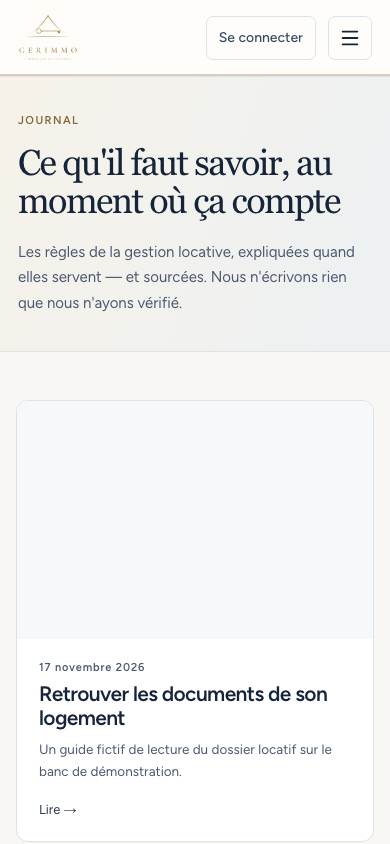 GERIMMO
Se connecter
JOURNAL
Ce qu'il faut savoir, au
moment où ça compte
Les règles de la gestion locative, expliquées quand
elles servent — et sourcées. Nous n'écrivons rien
que nous n'ayons vérifié.
17 novembre 2026
Retrouver les documents de son
logement
Un guide fictif de lecture du dossier locatif sur le
banc de démonstration.
Lire →